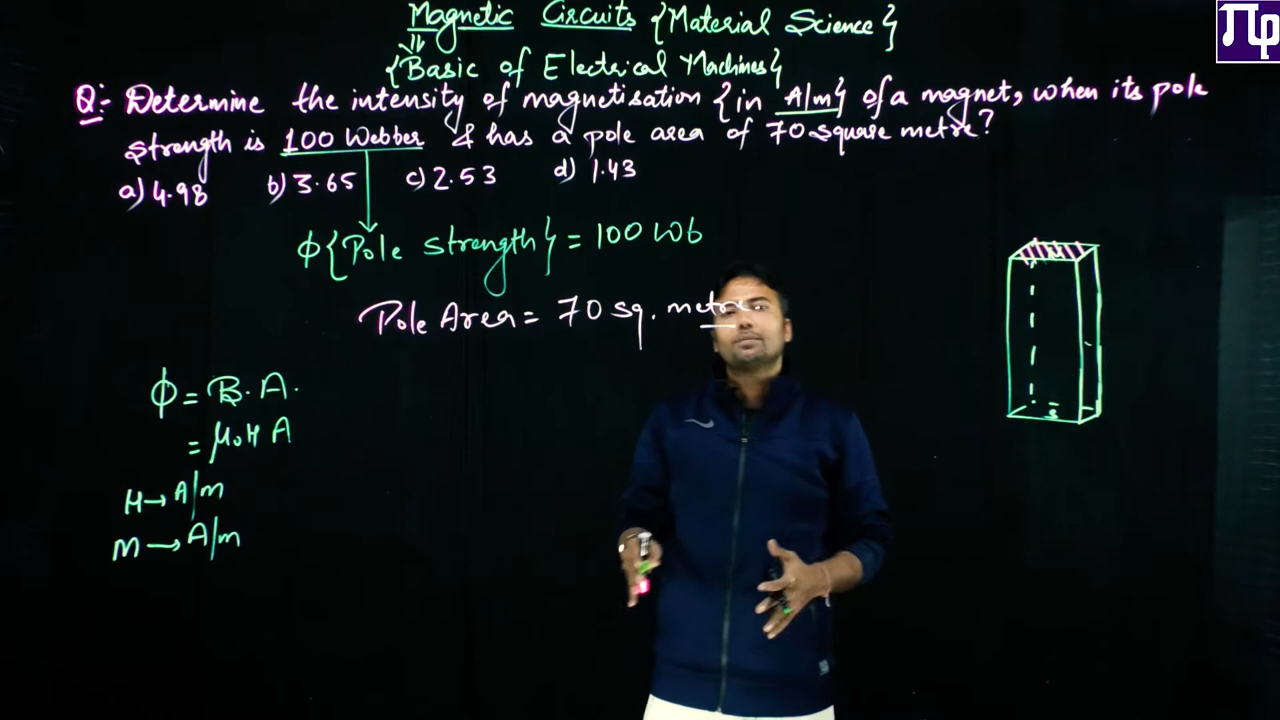 Magnetic Circuits {Material Science}
{Basic of Electrical Machines}
Q:- Determine the intensity of magnetisation {in A/m} of a magnet, when its pole
strength is 100 Webber & has a pole area of 70 square metre?
a) 4.98 b) 3.65 c) 2.53 d) 1.43
ϕ{Pole strength} = 100 Wb
Pole Area = 70 sq. metre
ϕ = B. A.
= μ₀H A
H → A/m
M → A/m
πφ